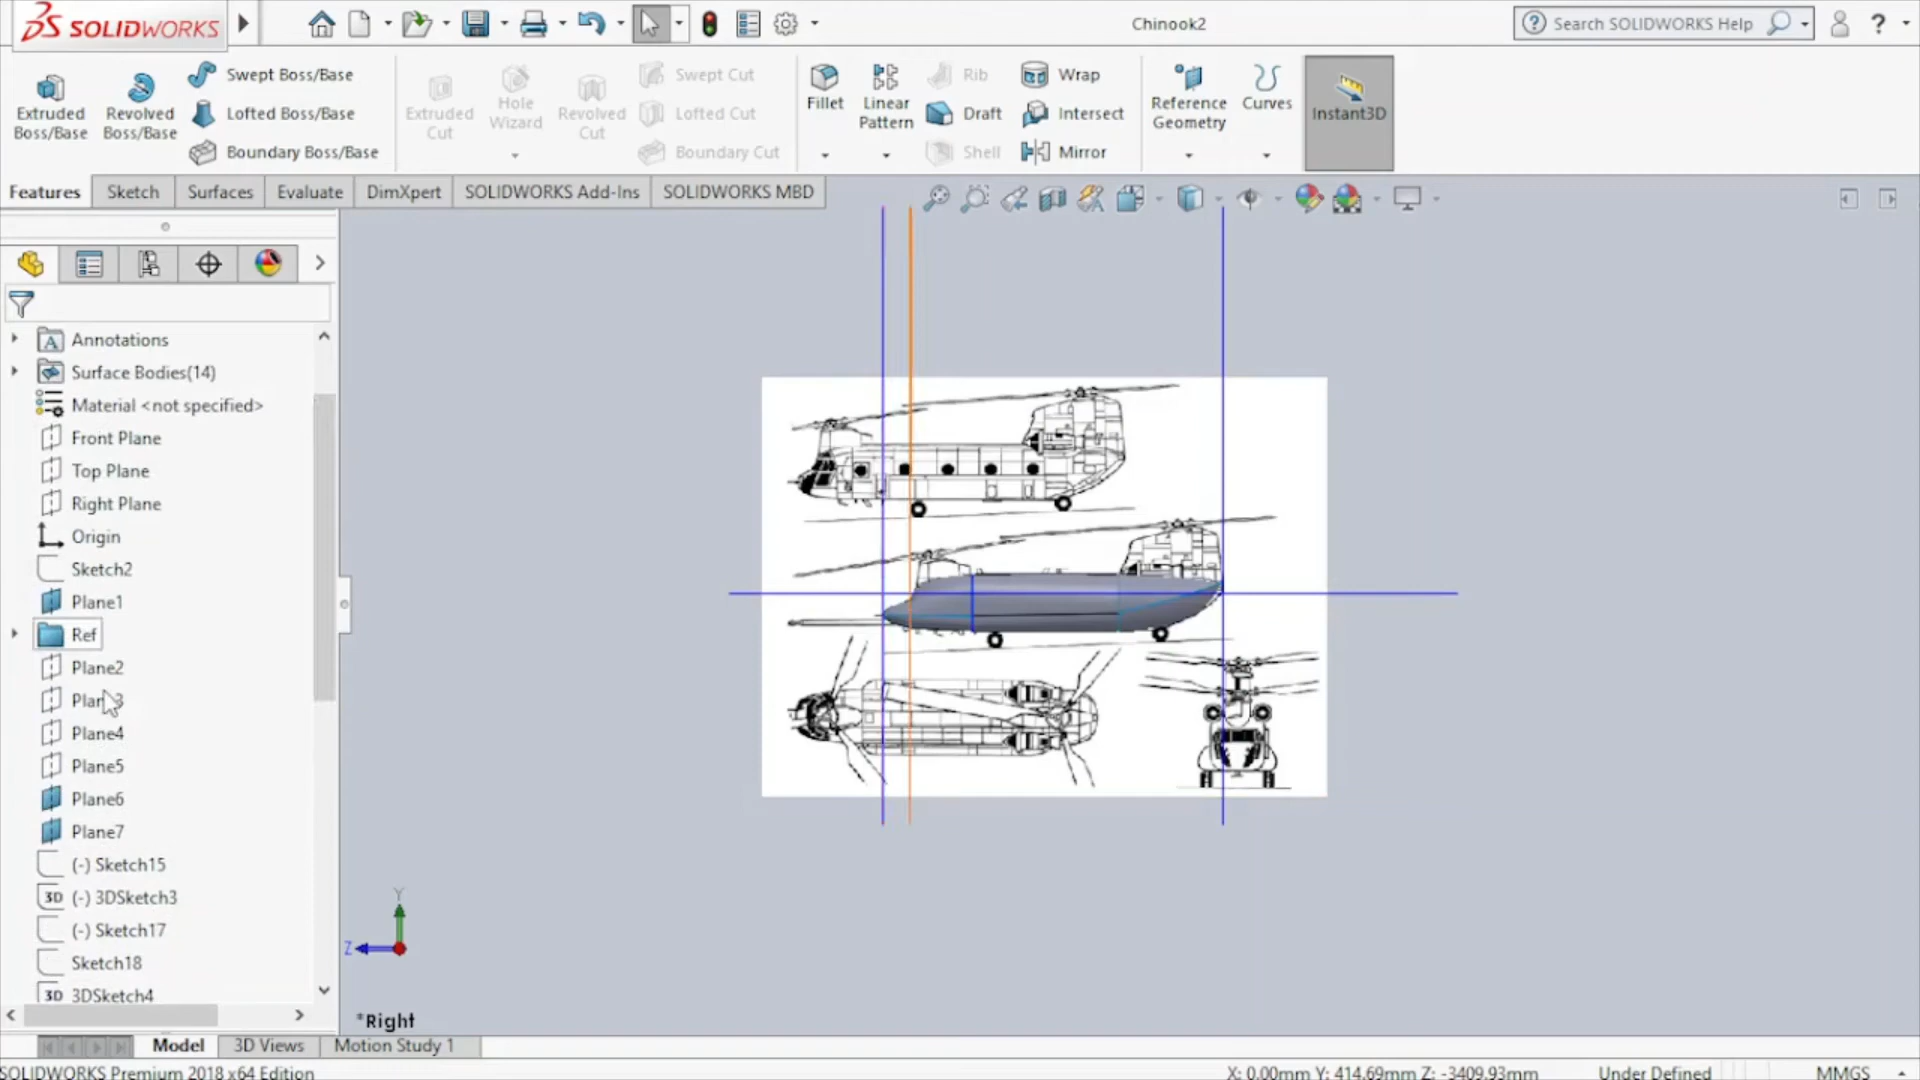 SOLIDWORKS
Chinook2
Search SOLIDWORKS Help
?
Extruded Boss/Base
Revolved Boss/Base
Swept Boss/Base
Lofted Boss/Base
Boundary Boss/Base
Extruded Cut
Hole Wizard
Revolved Cut
Swept Cut
Lofted Cut
Boundary Cut
Fillet
Linear Pattern
Rib
Draft
Shell
Wrap
Intersect
Mirror
Reference Geometry
Curves
Instant3D
Features
Sketch
Surfaces
Evaluate
DimXpert
SOLIDWORKS Add-Ins
SOLIDWORKS MBD
Annotations
Surface Bodies(14)
Material <not specified>
Front Plane
Top Plane
Right Plane
Origin
Sketch2
Plane1
Ref
Plane2
Plane3
Plane4
Plane5
Plane6
Plane7
(-) Sketch15
3D (-) 3DSketch3
(-) Sketch17
Sketch18
3D 3DSketch4
Y
Z
*Right
Model
3D Views
Motion Study 1
SOLIDWORKS Premium 2018 x64 Edition
X: 0.00mm Y: 414.69mm Z: -3409.93mm
Under Defined
MMGS